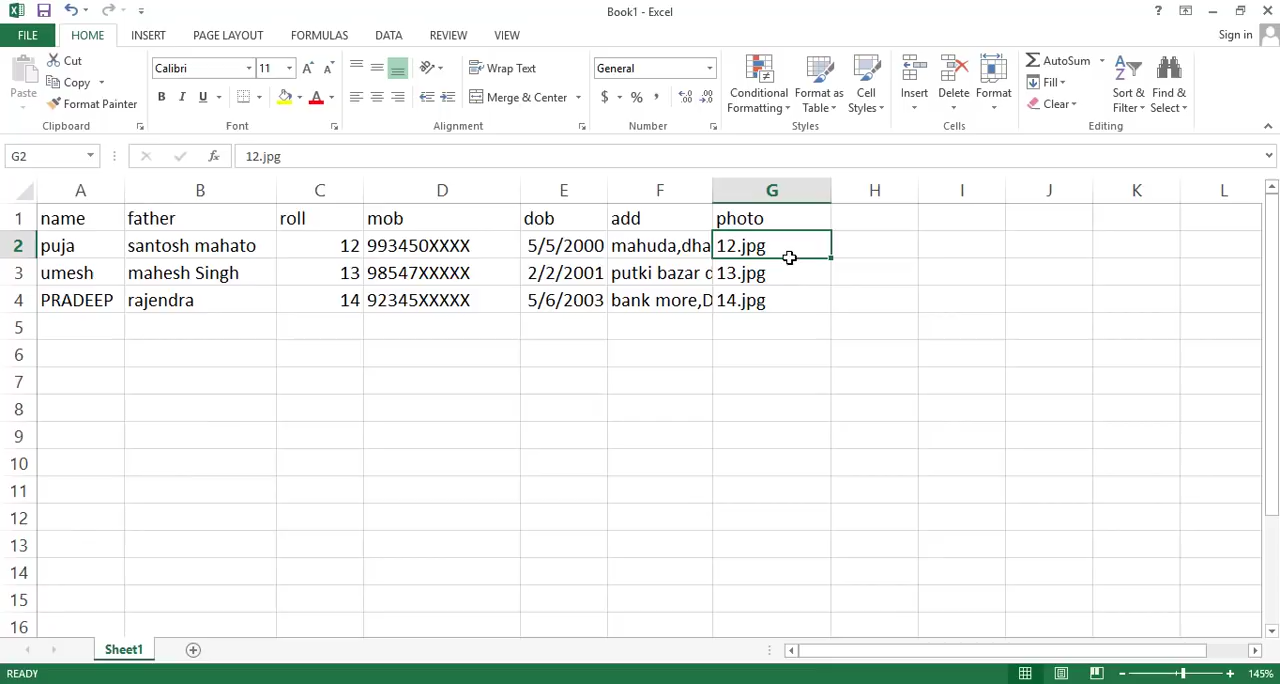 Book1 - Excel
?
FILE HOME INSERT PAGE LAYOUT FORMULAS DATA REVIEW VIEW Sign in
Cut
Copy
Format Painter
Paste
Clipboard
Calibri 11
B I U
Font
Wrap Text
Merge & Center
Alignment
General
$ % ,
Number
Conditional Formatting
Format as Table
Cell Styles
Styles
Insert Delete Format
Cells
AutoSum
Fill
Clear
Sort & Filter
Find & Select
Editing
G2 fx 12.jpg
A B C D E F G H I J K L
1 name father roll mob dob add photo
2 puja santosh mahato 12 993450XXXX 5/5/2000 mahuda,dha 12.jpg
3 umesh mahesh Singh 13 98547XXXXX 2/2/2001 putki bazar d 13.jpg
4 PRADEEP rajendra 14 92345XXXXX 5/6/2003 bank more,D 14.jpg
5
6
7
8
9
10
11
12
13
14
15
16
Sheet1
READY 145%